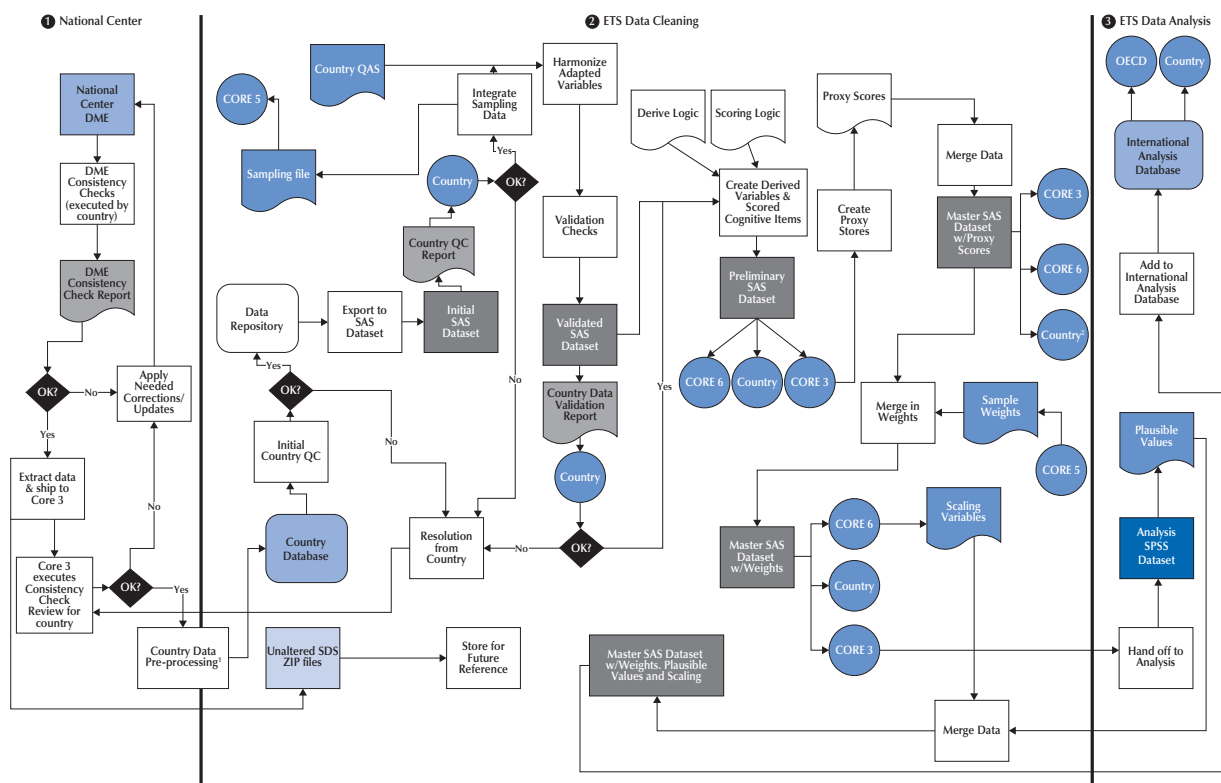 1 National Center
2 ETS Data Cleaning
3 ETS Data Analysis
National
Center
DME
DME
Consistency
Checks
(executed by
country)
DME
Consistency
Check Report
OK?
No
Apply
Needed
Corrections/
Updates
Yes
Extract data
& ship to
Core 3
No
Core 3
executes
Consistency
Check
Review for
country
OK?
Yes
Country Data
Pre-processing1
CORE 5
Country QAS
Sampling file
Integrate
Sampling
Data
Yes
Country
OK?
Country QC
Report
Data
Repository
Export to
SAS
Dataset
Initial
SAS
Dataset
Yes
OK?
No
No
Initial
Country QC
Country
Database
Resolution
from
Country
Unaltered SDS
ZIP files
Store for
Future
Reference
Harmonize
Adapted
Variables
Validation
Checks
Validated
SAS
Dataset
Country Data
Validation
Report
Country
OK?
No
Yes
Derive Logic
Scoring Logic
Create Derived
Variables &
Scored
Cognitive Items
Preliminary
SAS
Dataset
CORE 6
Country
CORE 3
Proxy Scores
Create
Proxy
Stores
Merge Data
Master SAS
Dataset
w/Proxy
Scores
CORE 3
CORE 6
Country2
Merge in
Weights
Sample
Weights
CORE 5
Master SAS
Dataset
w/Weights
CORE 6
Country
CORE 3
Scaling
Variables
Master SAS Dataset
w/Weights. Plausible
Values and Scaling
Merge Data
OECD
Country
International
Analysis
Database
Add to
International
Analysis
Database
Plausible
Values
Analysis
SPSS
Dataset
Hand off to
Analysis